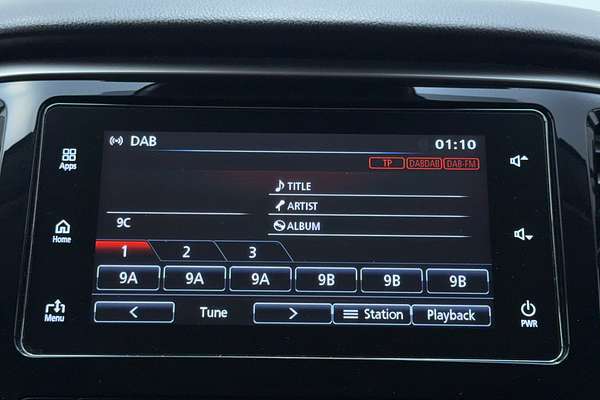 DAB 01:10
TP DABDAB DAB-FM
Apps
TITLE
ARTIST
9C
ALBUM
Home
1 2 3
9A 9A 9A 9B 9B 9B
Menu
< Tune > Station Playback
PWR